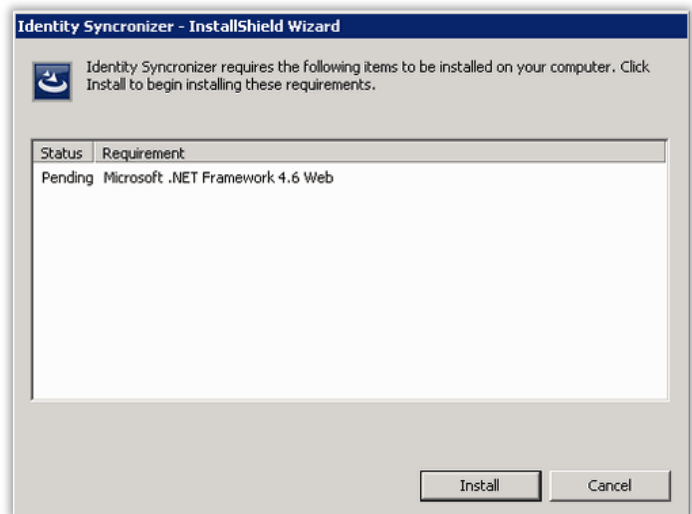 Identity Syncronizer - InstallShield Wizard
Identity Syncronizer requires the following items to be installed on your computer. Click
Install to begin installing these requirements.
Status Requirement
Pending Microsoft .NET Framework 4.6 Web
Install Cancel